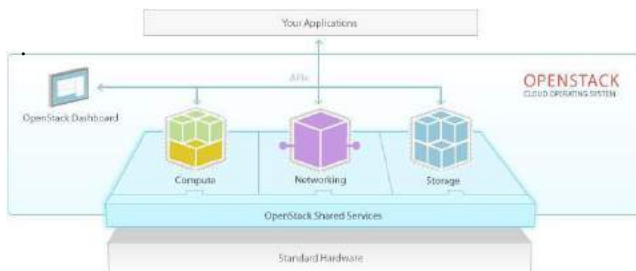 Your Applications
APIs
OPENSTACK
CLOUD OPERATING SYSTEM
OpenStack Dashboard
Compute
Networking
Storage
OpenStack Shared Services
Standard Hardware